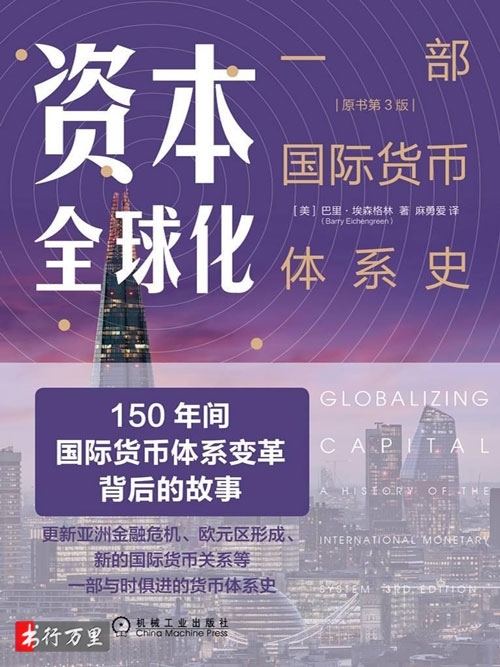 资本
全球化
一部
|原书第3版|
国际货币
[美]巴里·埃森格林 著 麻勇爱 译
(Barry Eichengreen)
体系史
150年间
国际货币体系变革
背后的故事
GLOBALIZING
CAPITAL
A HISTORY OF THE
INTERNATIONAL MONETARY
SYSTEM, 3RD EDITION
更新亚洲金融危机、欧元区形成、
新的国际货币关系等
一部与时俱进的货币体系史
机械工业出版社
China Machine Press
书行万里